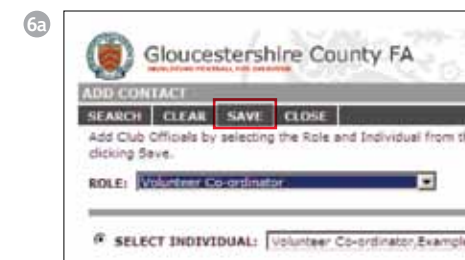 6a
Gloucestershire County FA
ADD CONTACT
SEARCH CLEAR SAVE CLOSE
Add Club Officials by selecting the Role and Individual from th
clicking Save.
ROLE: Volunteer Co-ordinator
SELECT INDIVIDUAL: Volunteer Co-ordinator,Example